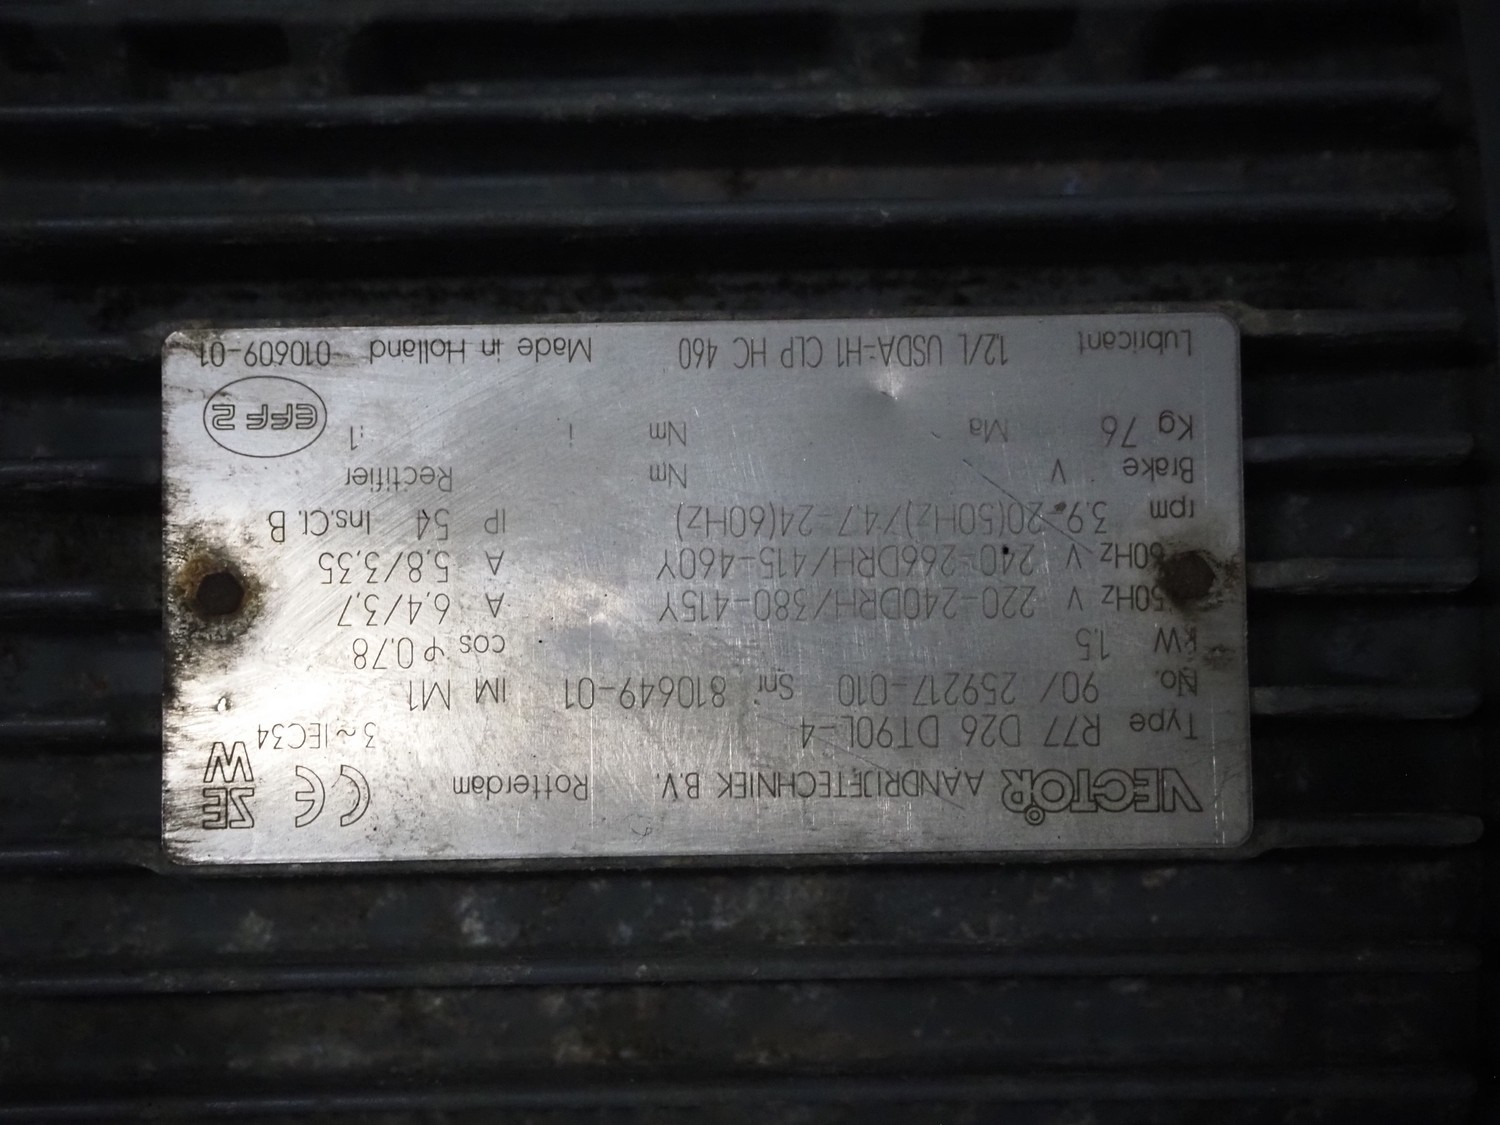 VECTOR AANDRIJFTECHNIEK B.V. Rotterdam CE SEW
Type R77 D26 DT90L-4 3~IEC34
No. 90/ 259217-010 Snr. 810649-01 IM M1
kW 1.5 cos φ 0.78
50Hz V 220-240DRH/380-415Y A 6,4/3,7
60Hz V 240-266DRH/415-460Y A 5,8/3,35
rpm 3.9-20(50Hz)/4.7-24(60Hz) IP 54 Ins.Cl. B
Brake V Nm Rectifier
Kg 76 Ma Nm i :1
EFF 2
Lubricant 12/L USDA-H1 CLP HC 460 Made in Holland 010609-01